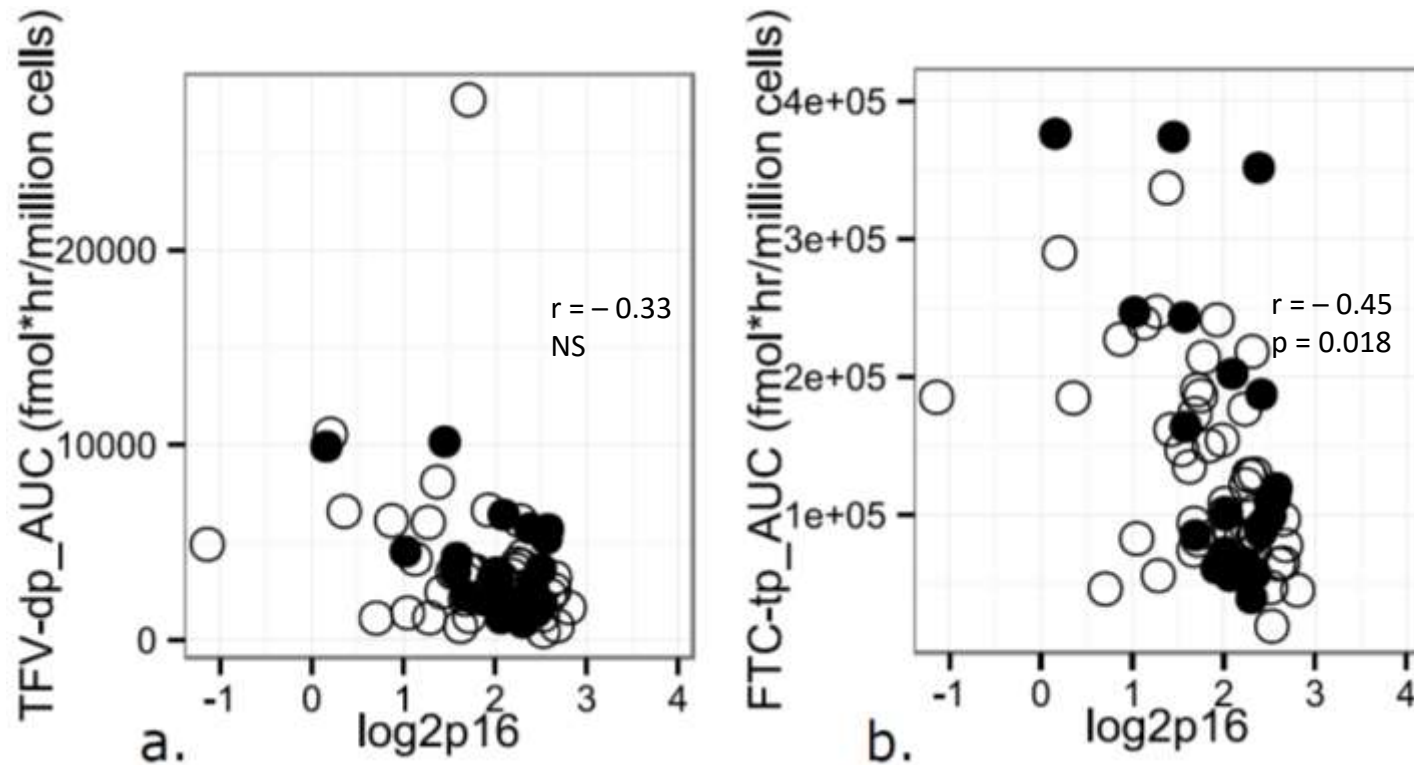 TFV-dp_AUC (fmol*hr/million cells)
20000
10000
0
r = – 0.33
NS
-1 0 1 2 3 4
log2p16
a.
FTC-tp_AUC (fmol*hr/million cells)
4e+05
3e+05
2e+05
1e+05
r = – 0.45
p = 0.018
-1 0 1 2 3 4
log2p16
b.